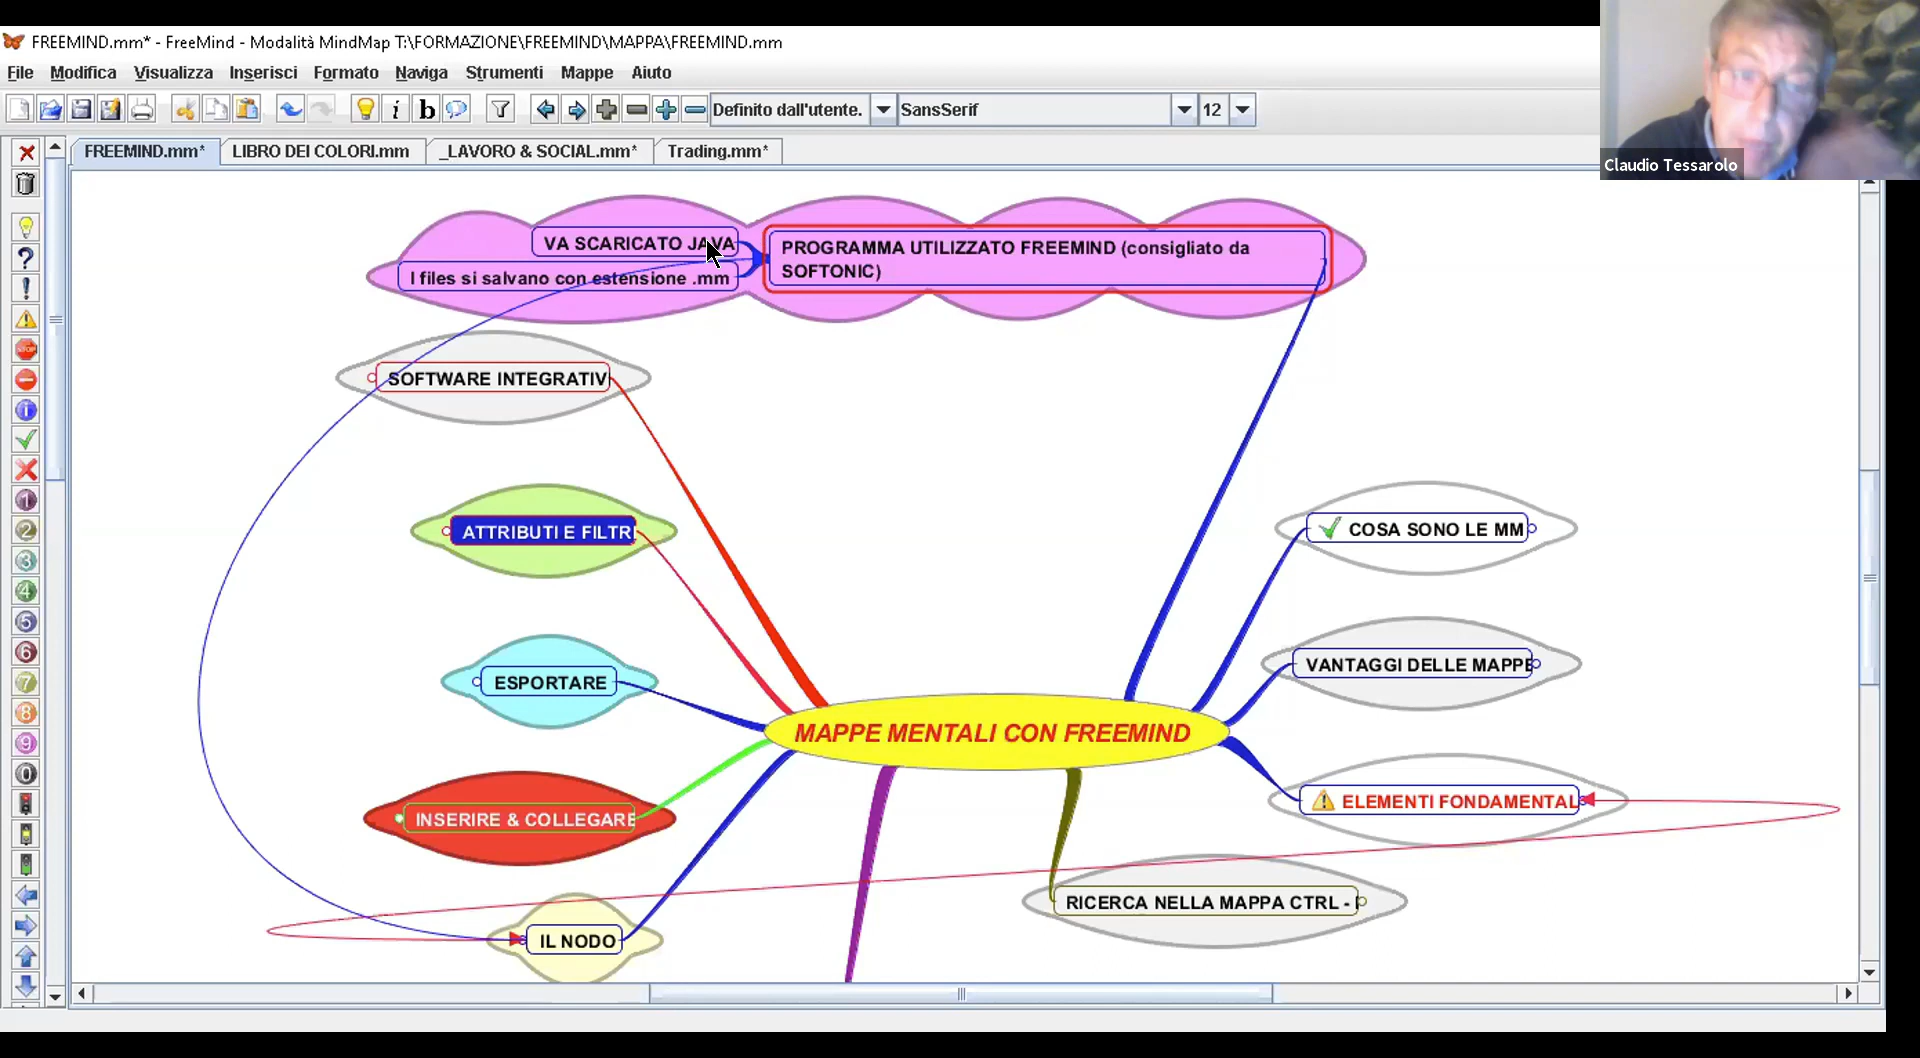 FREEMIND.mm* - FreeMind - Modalità MindMap T:\FORMAZIONE\FREEMIND\MAPPA\FREEMIND.mm
File Modifica Visualizza Inserisci Formato Naviga Strumenti Mappe Aiuto
Definito dall'utente. SansSerif 12
FREEMIND.mm* LIBRO DEI COLORI.mm _LAVORO & SOCIAL.mm* Trading.mm*
Claudio Tessarolo
VA SCARICATO JAVA
I files si salvano con estensione .mm
PROGRAMMA UTILIZZATO FREEMIND (consigliato da
SOFTONIC)
SOFTWARE INTEGRATIV
ATTRIBUTI E FILTR
COSA SONO LE MM
ESPORTARE
VANTAGGI DELLE MAPPE
MAPPE MENTALI CON FREEMIND
INSERIRE & COLLEGARE
ELEMENTI FONDAMENTAL
RICERCA NELLA MAPPA CTRL -
IL NODO